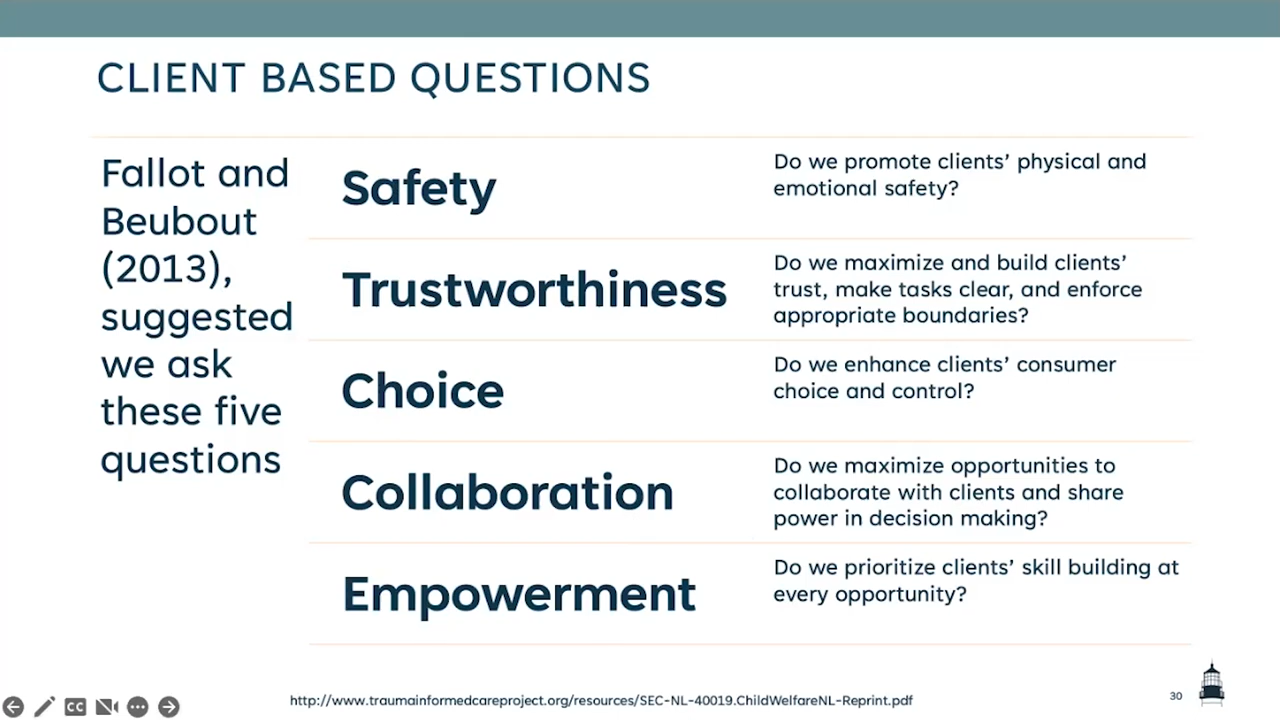 CLIENT BASED QUESTIONS
Fallot and
Beubout
(2013),
suggested
we ask
these five
questions
Safety
Do we promote clients’ physical and
emotional safety?
Trustworthiness
Do we maximize and build clients’
trust, make tasks clear, and enforce
appropriate boundaries?
Choice
Do we enhance clients’ consumer
choice and control?
Collaboration
Do we maximize opportunities to
collaborate with clients and share
power in decision making?
Empowerment
Do we prioritize clients’ skill building at
every opportunity?
CC
http://www.traumainformedcareproject.org/resources/SEC-NL-40019.ChildWelfareNL-Reprint.pdf
30